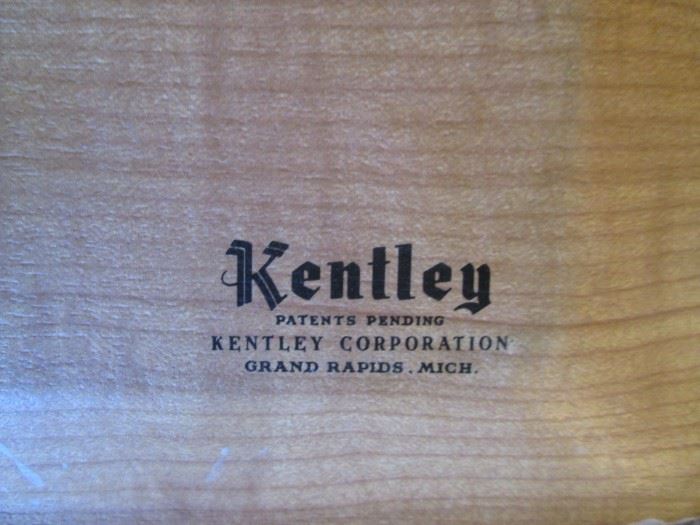 Kentley
PATENTS PENDING
KENTLEY CORPORATION
GRAND RAPIDS, MICH.